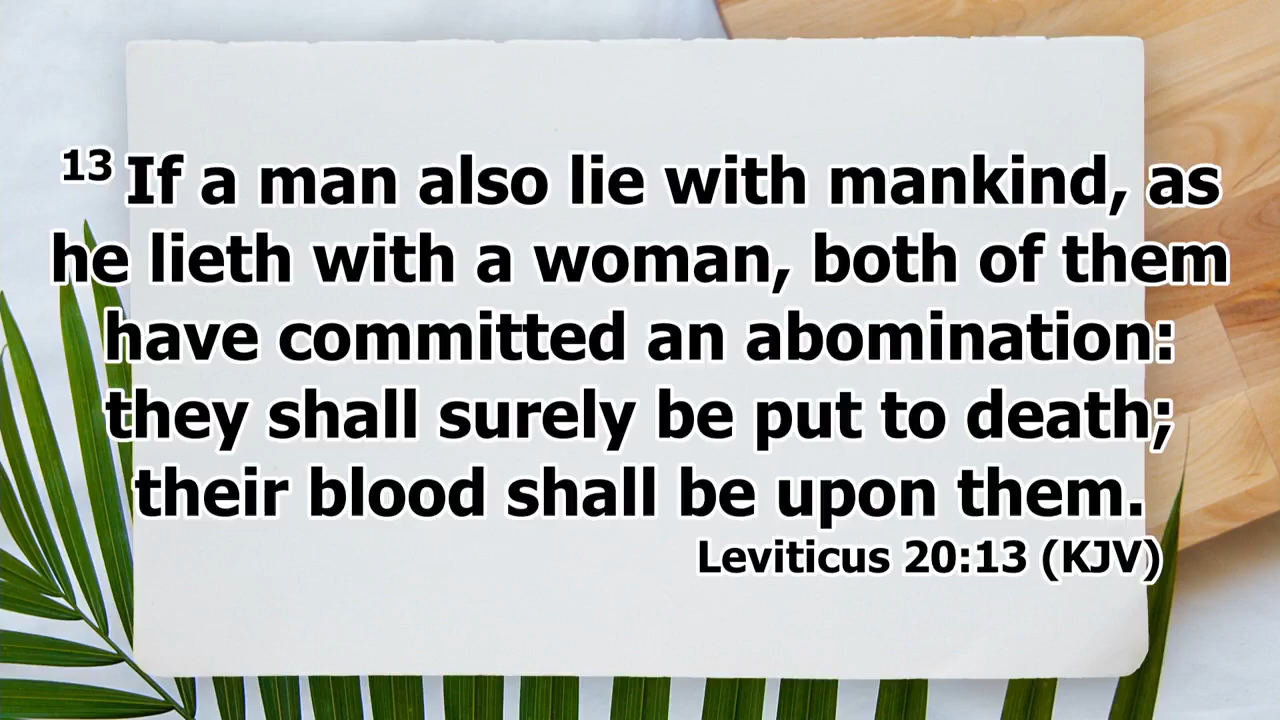 13 If a man also lie with mankind, as
he lieth with a woman, both of them
have committed an abomination:
they shall surely be put to death;
their blood shall be upon them.
Leviticus 20:13 (KJV)